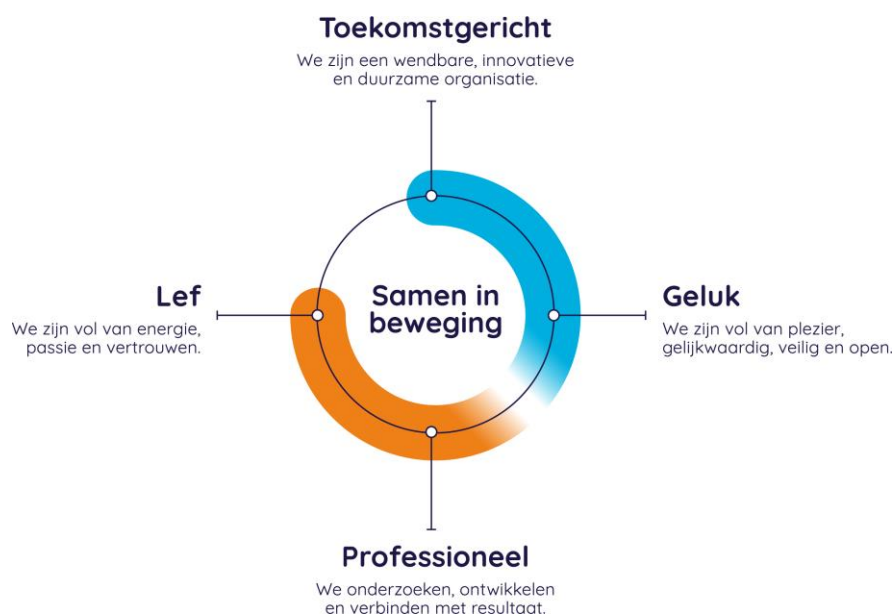 Toekomstgericht
We zijn een wendbare, innovatieve
en duurzame organisatie.
Lef
We zijn vol van energie,
passie en vertrouwen.
Samen in
beweging
Geluk
We zijn vol van plezier,
gelijkwaardig, veilig en open.
Professioneel
We onderzoeken, ontwikkelen
en verbinden met resultaat.